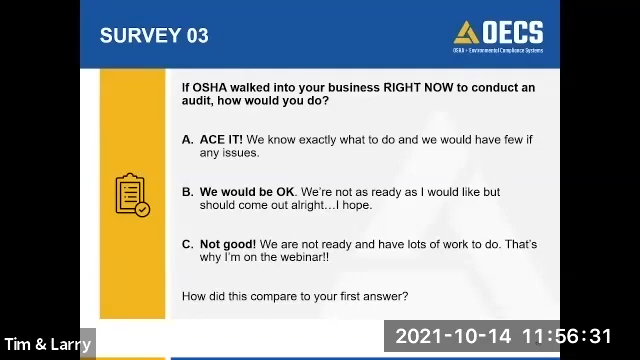 SURVEY 03
OECS
OSHA + Environmental Compliance Systems
If OSHA walked into your business RIGHT NOW to conduct an
audit, how would you do?
A. ACE IT! We know exactly what to do and we would have few if
any issues.
B. We would be OK. We're not as ready as I would like but
should come out alright…I hope.
C. Not good! We are not ready and have lots of work to do. That's
why I'm on the webinar!!
How did this compare to your first answer?
Tim & Larry
2021-10-14 11:56:31